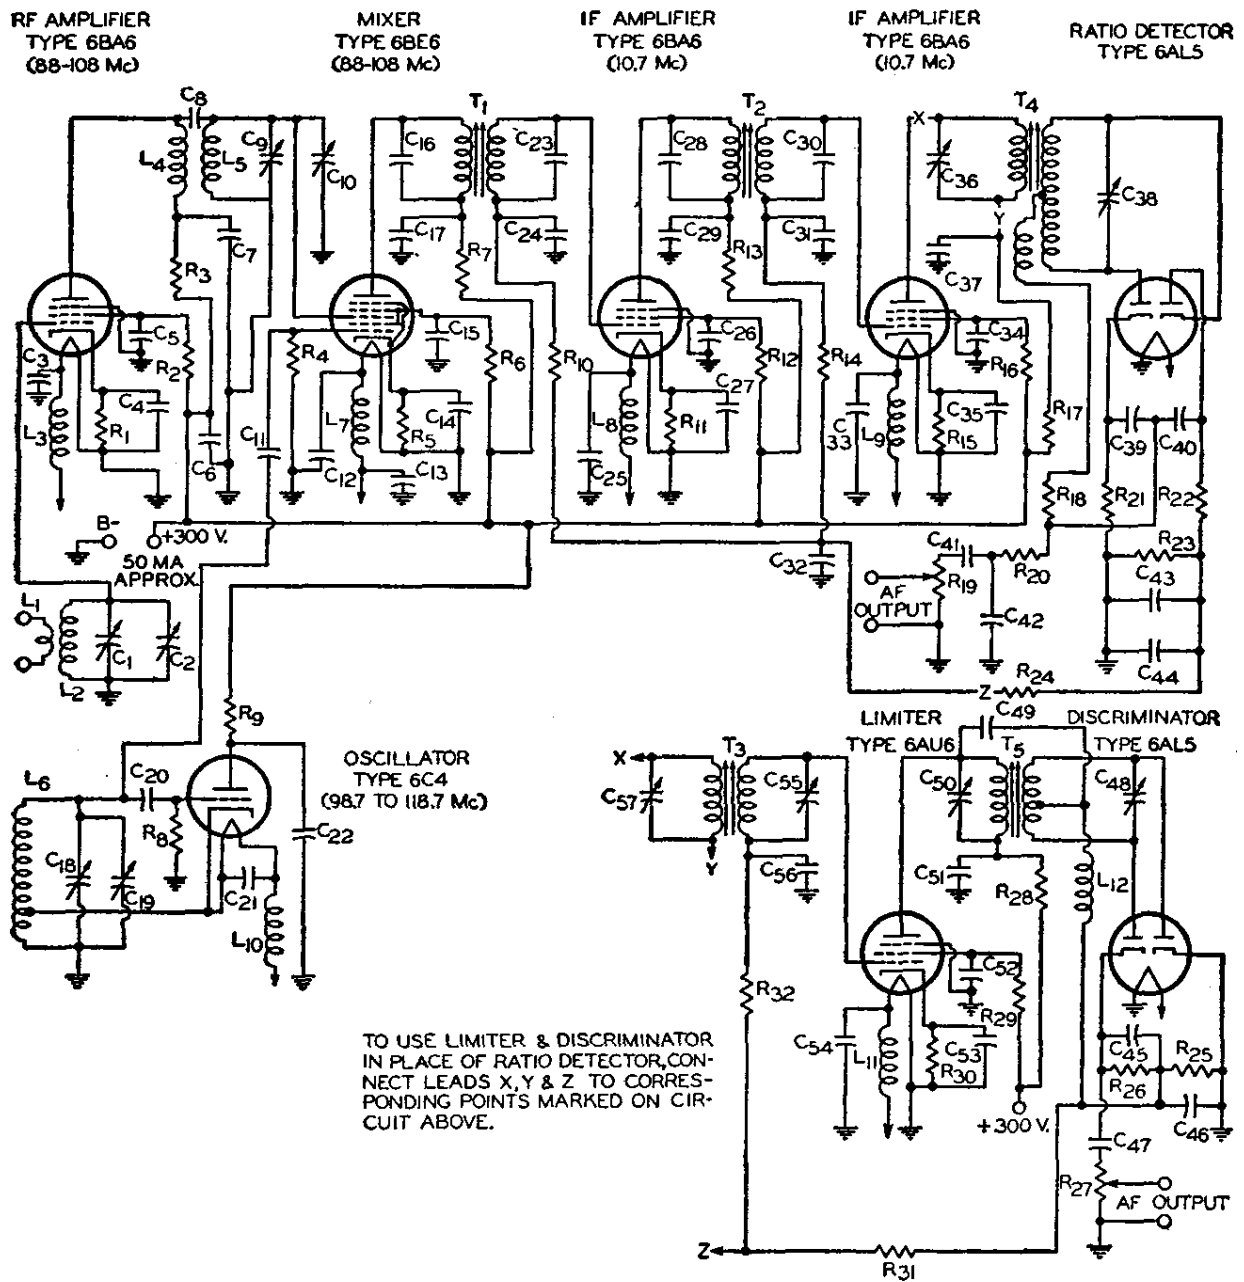 RF AMPLIFIER
TYPE 6BA6
(88-108 Mc)
MIXER
TYPE 6BE6
(88-108 Mc)
IF AMPLIFIER
TYPE 6BA6
(10.7 Mc)
IF AMPLIFIER
TYPE 6BA6
(10.7 Mc)
RATIO DETECTOR
TYPE 6AL5
C8
L4
L5
C9
C10
C16
T1
C23
C28
T2
C30
X
C36
T4
C38
C7
R3
C17
R7
C24
C29
R13
C31
Y
C37
C3
C5
R2
R4
C15
R6
R10
C26
R12
R14
C34
R16
L3
R1
C4
C6
C11
L7
C12
R5
C14
C13
L8
C25
R11
C27
C33
L9
R15
C35
R17
R18
C39
C40
R21
R22
B-
+300 V.
50 MA
APPROX.
C32
C41
R19
R20
C42
AF
OUTPUT
R23
C43
C44
L1
L2
C1
C2
Z
R24
R9
OSCILLATOR
TYPE 6C4
(98.7 TO 118.7 Mc)
L6
C20
R8
C18
C19
C21
L10
C22
LIMITER
TYPE 6AU6
C49
DISCRIMINATOR
TYPE 6AL5
X
C57
T3
C55
Y
C56
C50
T5
C48
C51
R28
L12
R32
C52
R29
C54
L11
C53
R30
+300 V.
C45
R26
R25
C46
C47
R27
AF OUTPUT
Z
R31
TO USE LIMITER & DISCRIMINATOR
IN PLACE OF RATIO DETECTOR, CON-
NECT LEADS X, Y & Z TO CORRES-
PONDING POINTS MARKED ON CIR-
CUIT ABOVE.